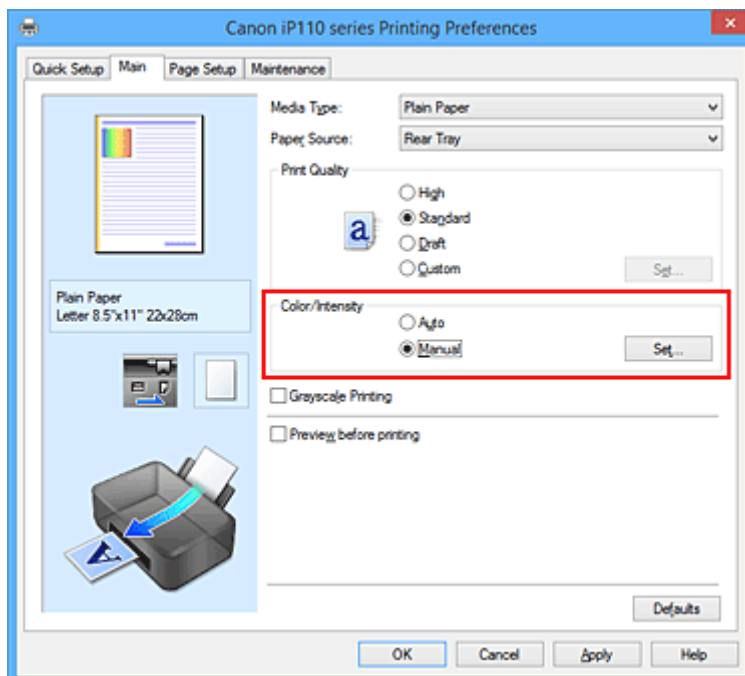 Canon iP110 series Printing Preferences
Quick Setup Main Page Setup Maintenance
Media Type: Plain Paper
Paper Source: Rear Tray
Print Quality
High
a Standard
Draft
Custom Set...
Plain Paper
Letter 8.5"x11" 22x28cm
Color/Intensity
Auto
Manual Set...
Grayscale Printing
Preview before printing
A
Defaults
OK Cancel Apply Help